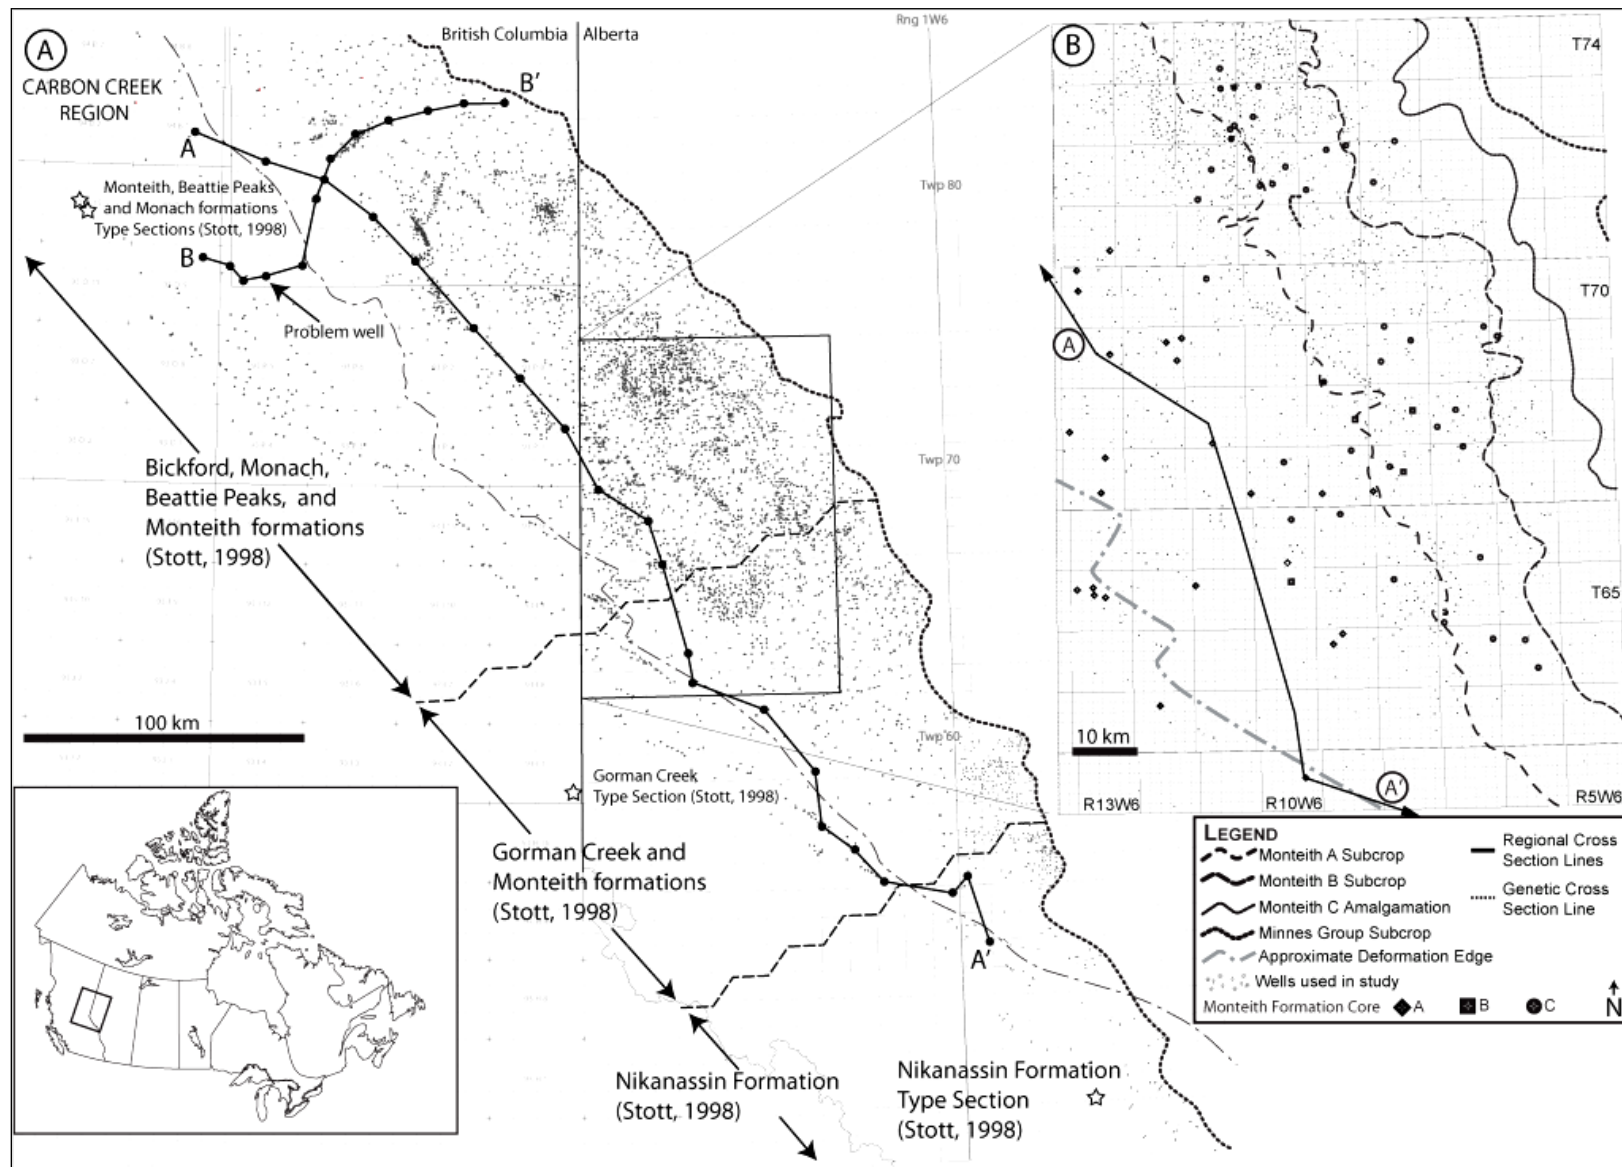 A
British Columbia
Alberta
Rng 1W6
CARBON CREEK
REGION
B'
A
Monteith, Beattie Peaks
and Monach formations
Type Sections (Stott, 1998)
B
Problem well
Twp 80
Bickford, Monach,
Beattie Peaks, and
Monteith formations
(Stott, 1998)
Twp 70
100 km
Twp 60
Gorman Creek
Type Section (Stott, 1998)
Gorman Creek and
Monteith formations
(Stott, 1998)
A'
Nikanassin Formation
(Stott, 1998)
Nikanassin Formation
Type Section
(Stott, 1998)
B
T74
T70
A
T65
10 km
A'
R13W6
R10W6
R5W6
LEGEND
Monteith A Subcrop
Monteith B Subcrop
Monteith C Amalgamation
Minnes Group Subcrop
Approximate Deformation Edge
Wells used in study
Monteith Formation Core
A
B
C
Regional Cross
Section Lines
Genetic Cross
Section Line
N